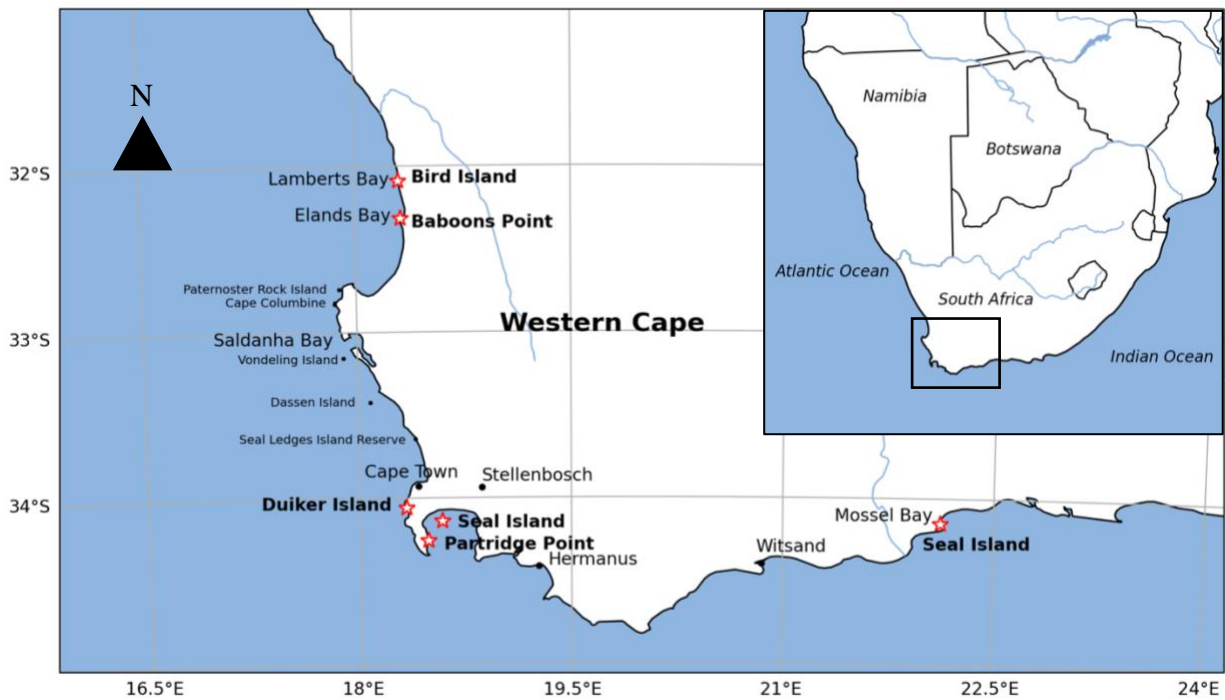 N
Namibia
Botswana
Atlantic Ocean
South Africa
Indian Ocean
32°S
Lamberts Bay
Bird Island
Elands Bay
Baboons Point
Paternoster Rock Island
Cape Columbine
Western Cape
33°S
Saldanha Bay
Vondeling Island
Dassen Island
Seal Ledges Island Reserve
Cape Town
Stellenbosch
34°S
Duiker Island
Seal Island
Partridge Point
Hermanus
Witsand
Mossel Bay
Seal Island
16.5°E
18°E
19.5°E
21°E
22.5°E
24°E